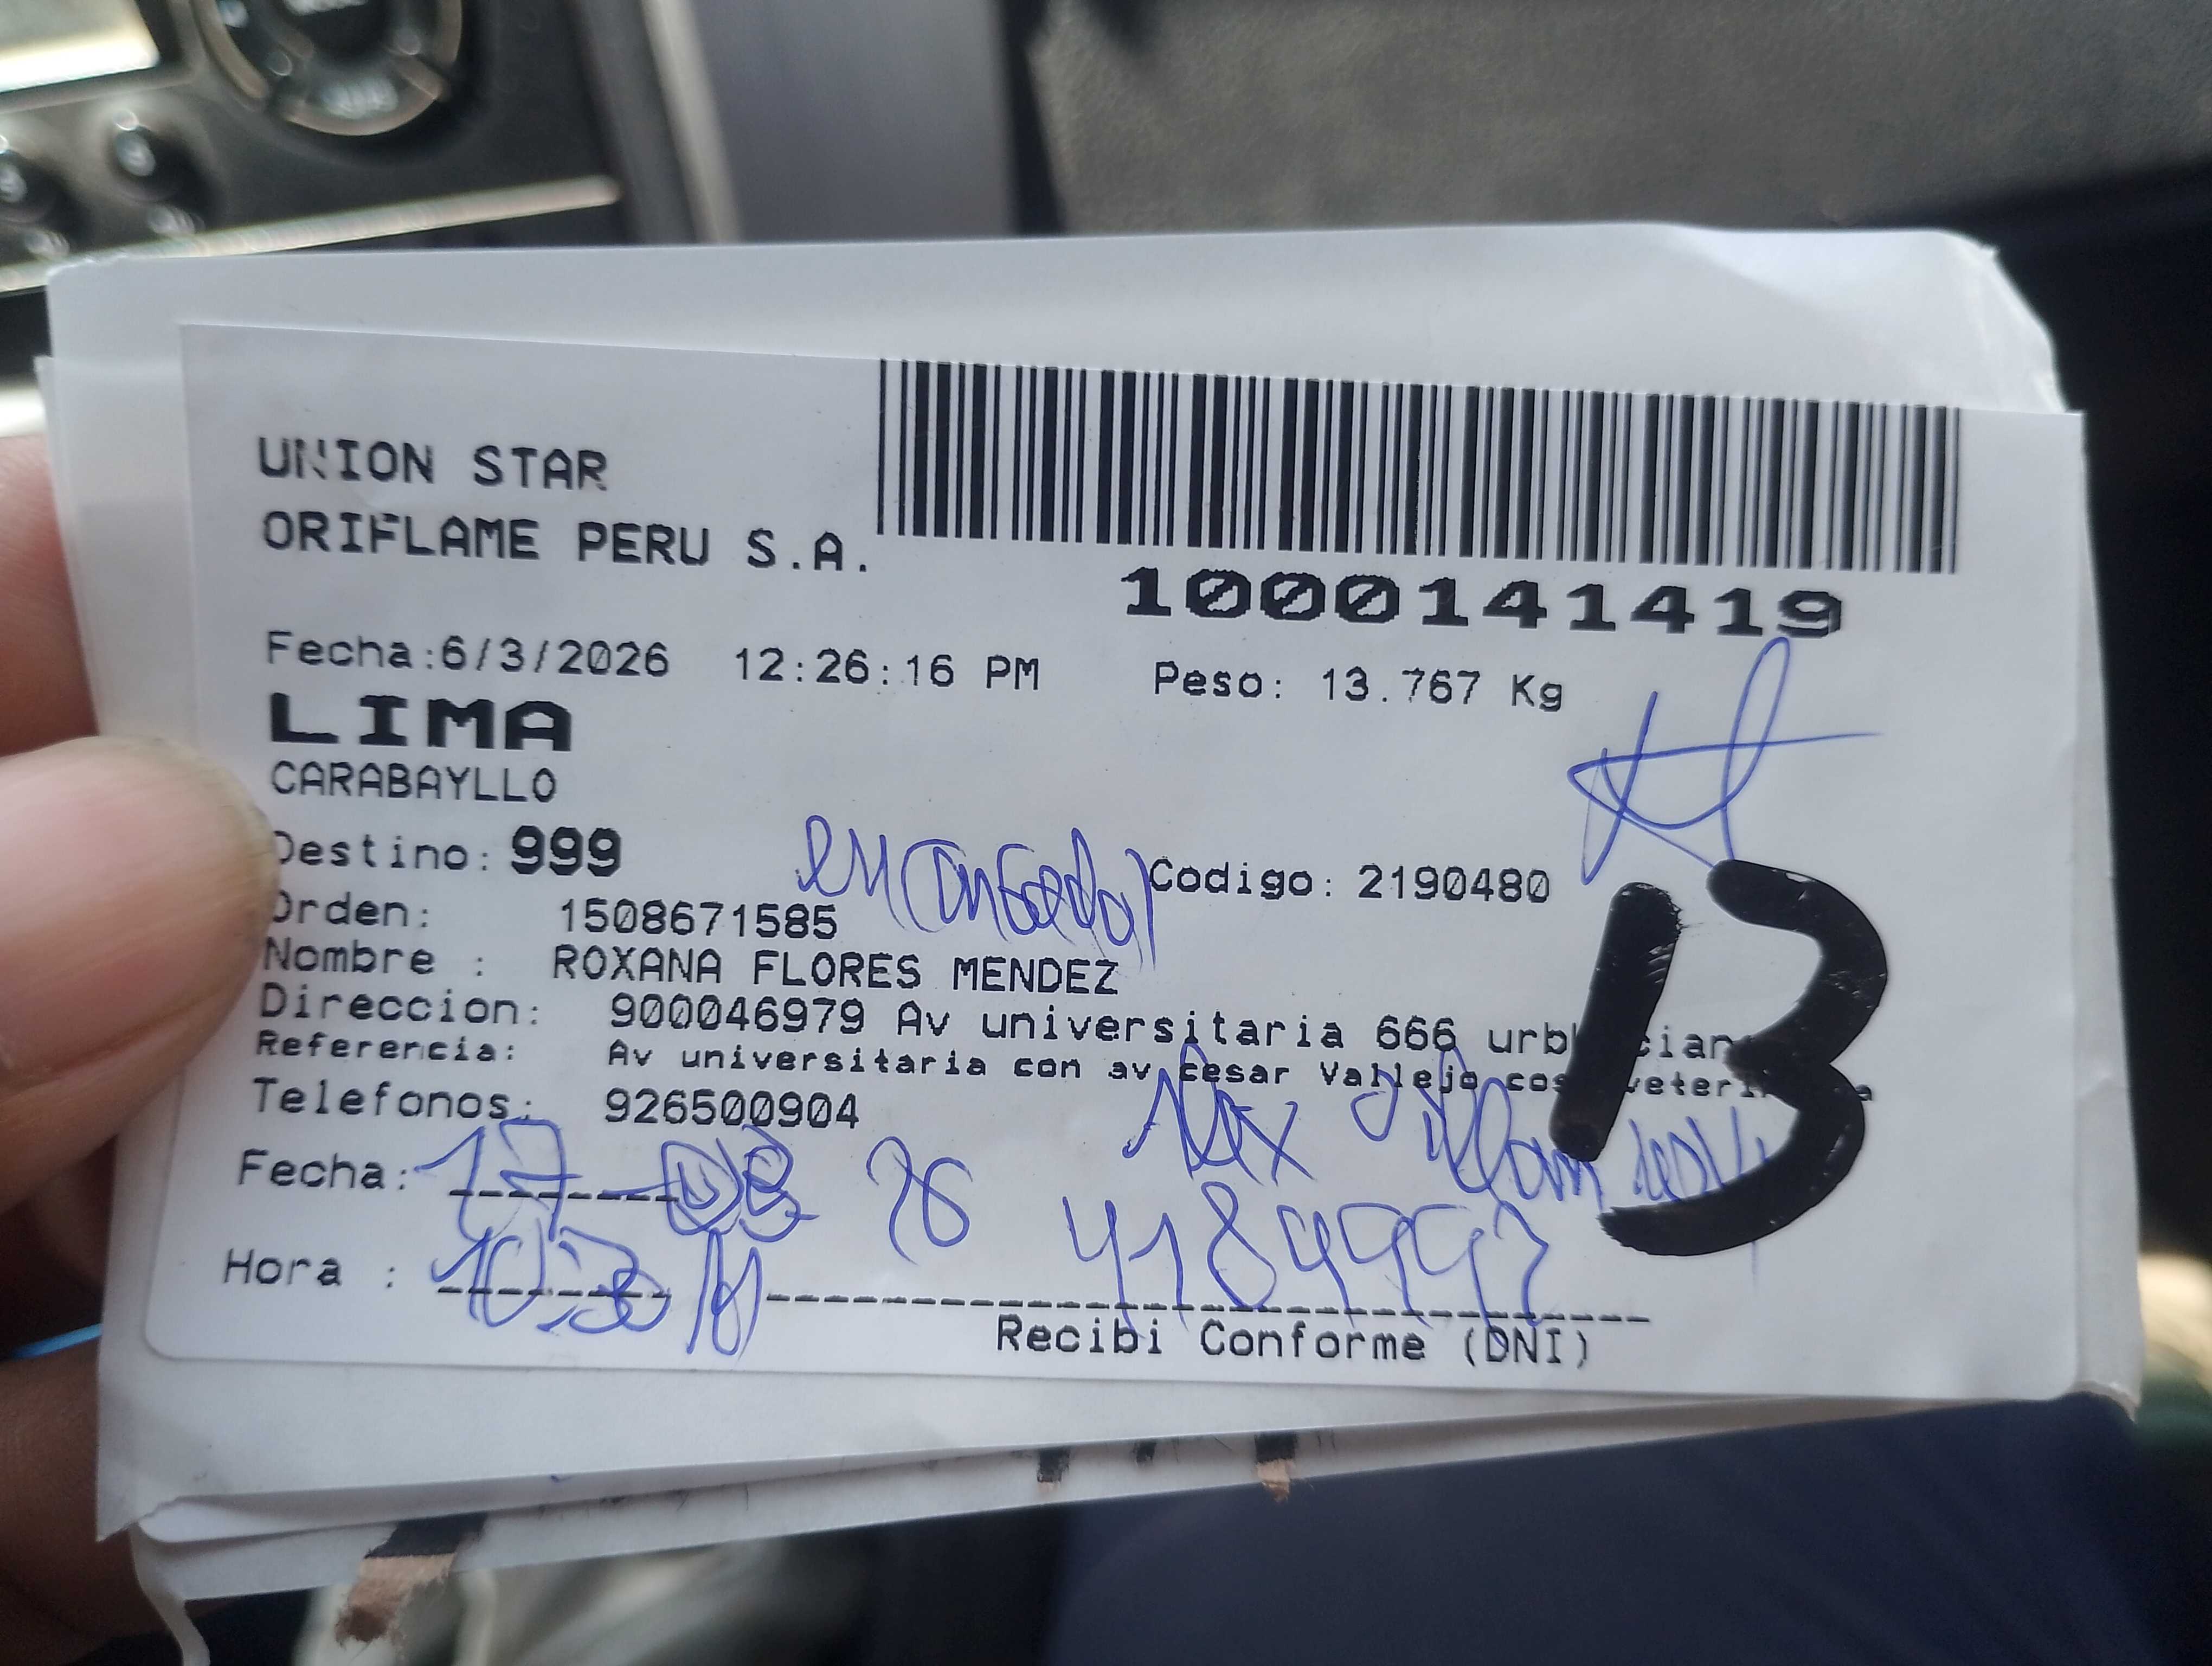 UNION STAR
ORIFLAME PERU S.A.
1000141419
Fecha:6/3/2026 12:26:16 PM Peso: 13.767 Kg
LIMA
CARABAYLLO
Destino: 999 Codigo: 2190480
Orden: 1508671585
Nombre : ROXANA FLORES MENDEZ
Direccion: 900046979 Av universitaria 666 urb
Referencia: Av universitaria con av cesar Vallejo
Telefonos: 926500904
13
Fecha: 17
Hora :
Recibi Conforme (DNI)